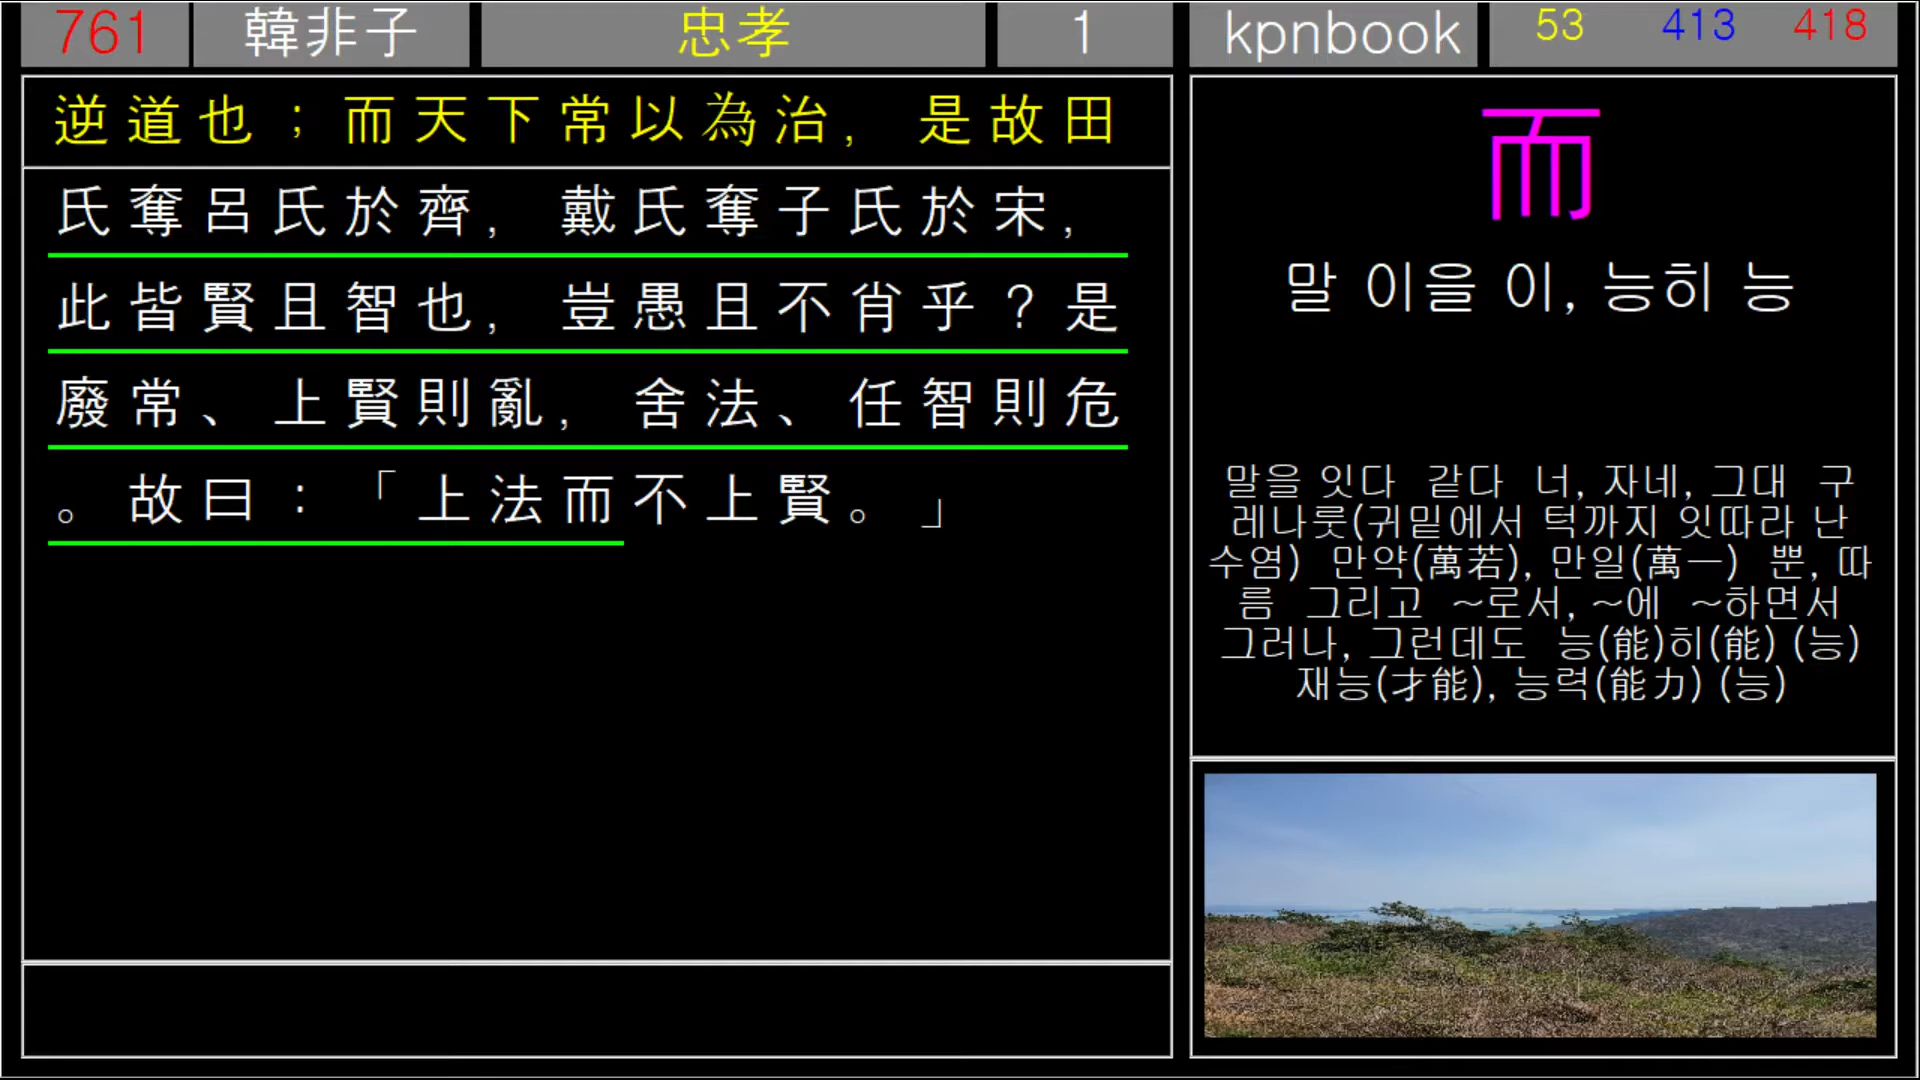 761 韓非子 忠孝 1 kpnbook 53 413 418
逆道也；而天下常以為治，是故田
氏奪呂氏於齊，戴氏奪子氏於宋，
此皆賢且智也，豈愚且不肖乎？是
廢常、上賢則亂，舍法、任智則危
。故曰：「上法而不上賢。」
而
말 이을 이, 능히 능
말을 잇다 같다 너, 자네, 그대 구
레나룻(귀밑에서 턱까지 잇따라 난
수염) 만약(萬若), 만일(萬一) 뿐, 따
름 그리고 ~로서, ~에 ~하면서
그러나, 그런데도 능(能)히(能) (능)
재능(才能), 능력(能力) (능)